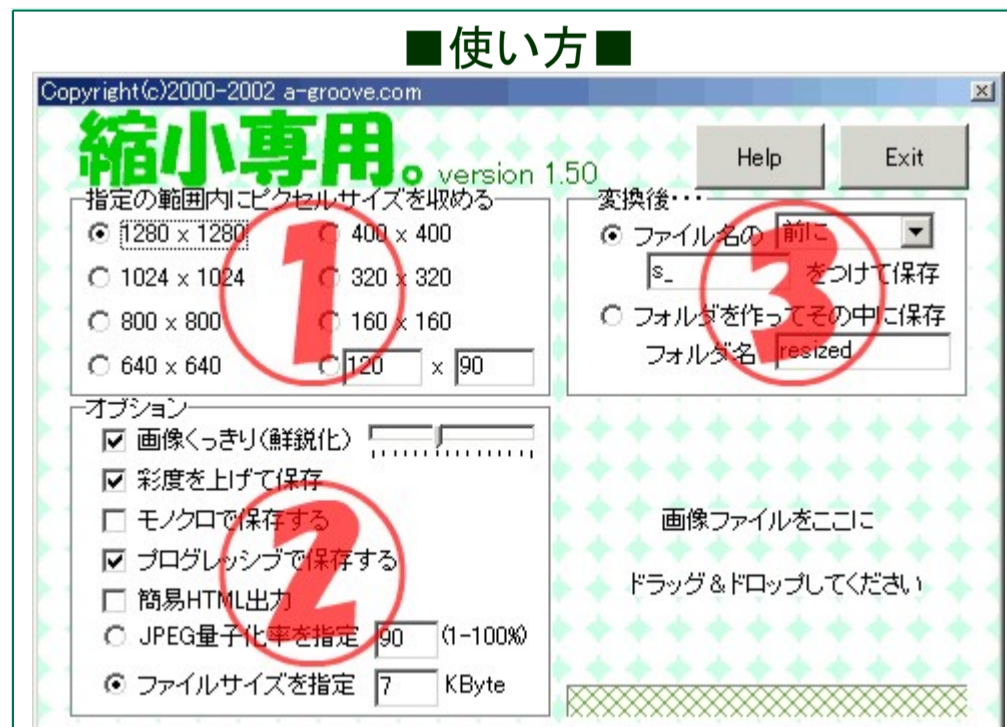 ■使い方■
Copyright(c)2000-2002 a-groove.com
縮小専用。version 1.50
Help
Exit
指定の範囲内にピクセルサイズを収める
1280 x 1280
400 x 400
1024 x 1024
320 x 320
800 x 800
160 x 160
640 x 640
120 x 90
①
変換後・・・
ファイル名の 前に
s_ をつけて保存
フォルダを作ってその中に保存
フォルダ名 resized
③
オプション
画像くっきり(鮮鋭化)
彩度を上げて保存
モノクロで保存する
プログレッシブで保存する
簡易HTML出力
JPEG量子化率を指定 90 (1-100%)
ファイルサイズを指定 7 KByte
②
画像ファイルをここに
ドラッグ&ドロップしてください